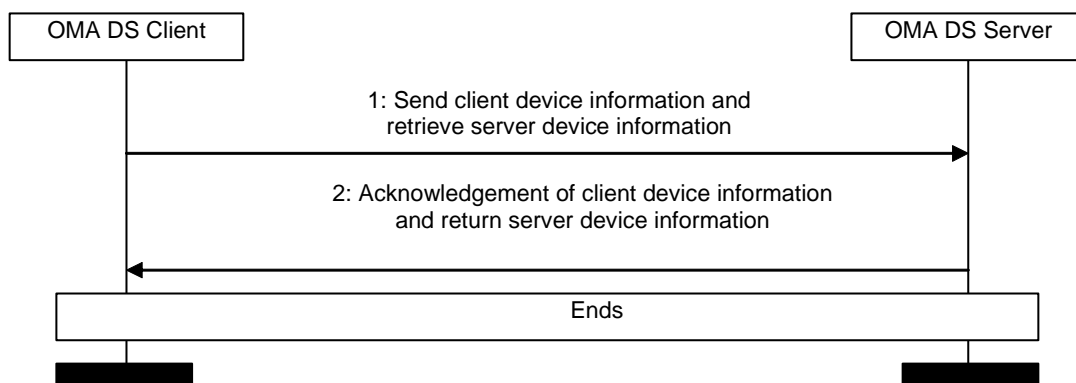 OMA DS Client
OMA DS Server
1: Send client device information and
retrieve server device information
2: Acknowledgement of client device information
and return server device information
Ends